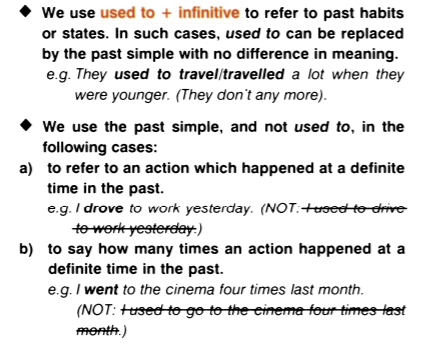 ◆ We use used to + infinitive to refer to past habits
or states. In such cases, used to can be replaced
by the past simple with no difference in meaning.
e.g. They used to travel/travelled a lot when they
were younger. (They don't any more).
◆ We use the past simple, and not used to, in the
following cases:
a) to refer to an action which happened at a definite
time in the past.
e.g. I drove to work yesterday. (NOT: I used to drive
to work yesterday.)
b) to say how many times an action happened at a
definite time in the past.
e.g. I went to the cinema four times last month.
(NOT: I used to go to the cinema four times last
month.)